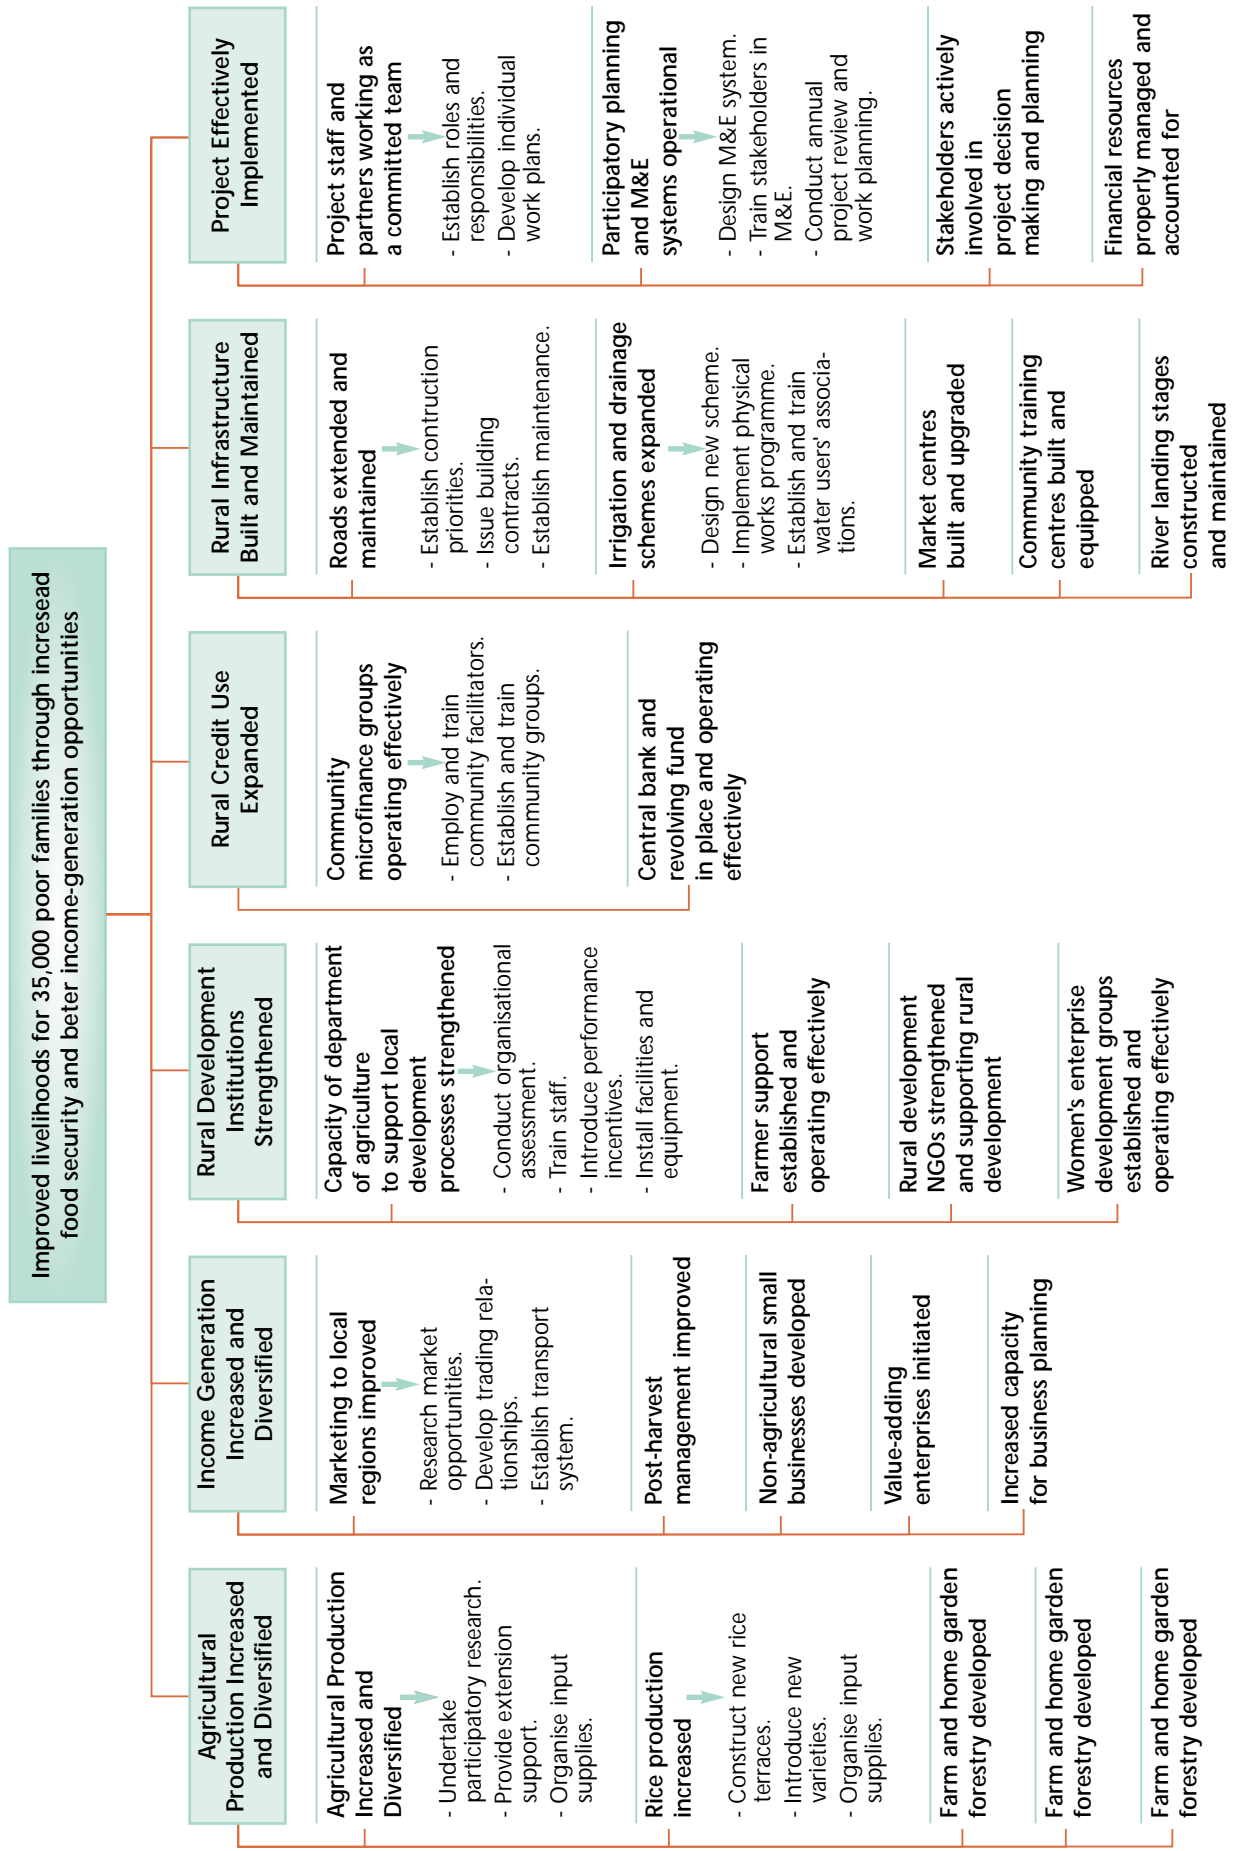 Improved livelihoods for 35,000 poor families through incresead
food security and beter income-generation opportunities
Agricultural
Production Increased
and Diversified
Agricultural Production
Increased and
Diversified
- Undertake
participatory research.
- Provide extension
support.
- Organise input
supplies.
Rice production
increased
- Construct new rice
terraces.
- Introduce new
varieties.
- Organise input
supplies.
Farm and home garden
forestry developed
Farm and home garden
forestry developed
Farm and home garden
forestry developed
Income Generation
Increased and
Diversified
Marketing to local
regions improved
- Research market
opportunities.
- Develop trading rela-
tionships.
- Establish transport
system.
Post-harvest
management improved
Non-agricultural small
businesses developed
Value-adding
enterprises initiated
Increased capacity
for business planning
Rural Development
Institutions
Strengthened
Capacity of department
of agriculture
to support local
development
processes strengthened
- Conduct organisational
assessment.
- Train staff.
- Introduce performance
incentives.
- Install facilities and
equipment.
Farmer support
established and
operating effectively
Rural development
NGOs strengthened
and supporting rural
development
Women's enterprise
development groups
established and
operating effectively
Rural Credit Use
Expanded
Community
microfinance groups
operating effectively
- Employ and train
community facilitators.
- Establish and train
community groups.
Central bank and
revolving fund
in place and operating
effectively
Rural Infrastructure
Built and Maintained
Roads extended and
maintained
- Establish contruction
priorities.
- Issue building
contracts.
- Establish maintenance.
Irrigation and drainage
schemes expanded
- Design new scheme.
- Implement physical
works programme.
- Establish and train
water users' associa-
tions.
Market centres
built and upgraded
Community training
centres built and
equipped
River landing stages
constructed
and maintained
Project Effectively
Implemented
Project staff and
partners working as
a committed team
- Establish roles and
responsibilities.
- Develop individual
work plans.
Participatory planning
and M&E
systems operational
- Design M&E system.
- Train stakeholders in
M&E.
- Conduct annual
project review and
work planning.
Stakeholders actively
involved in
project decision
making and planning
Financial resources
properly managed and
accounted for